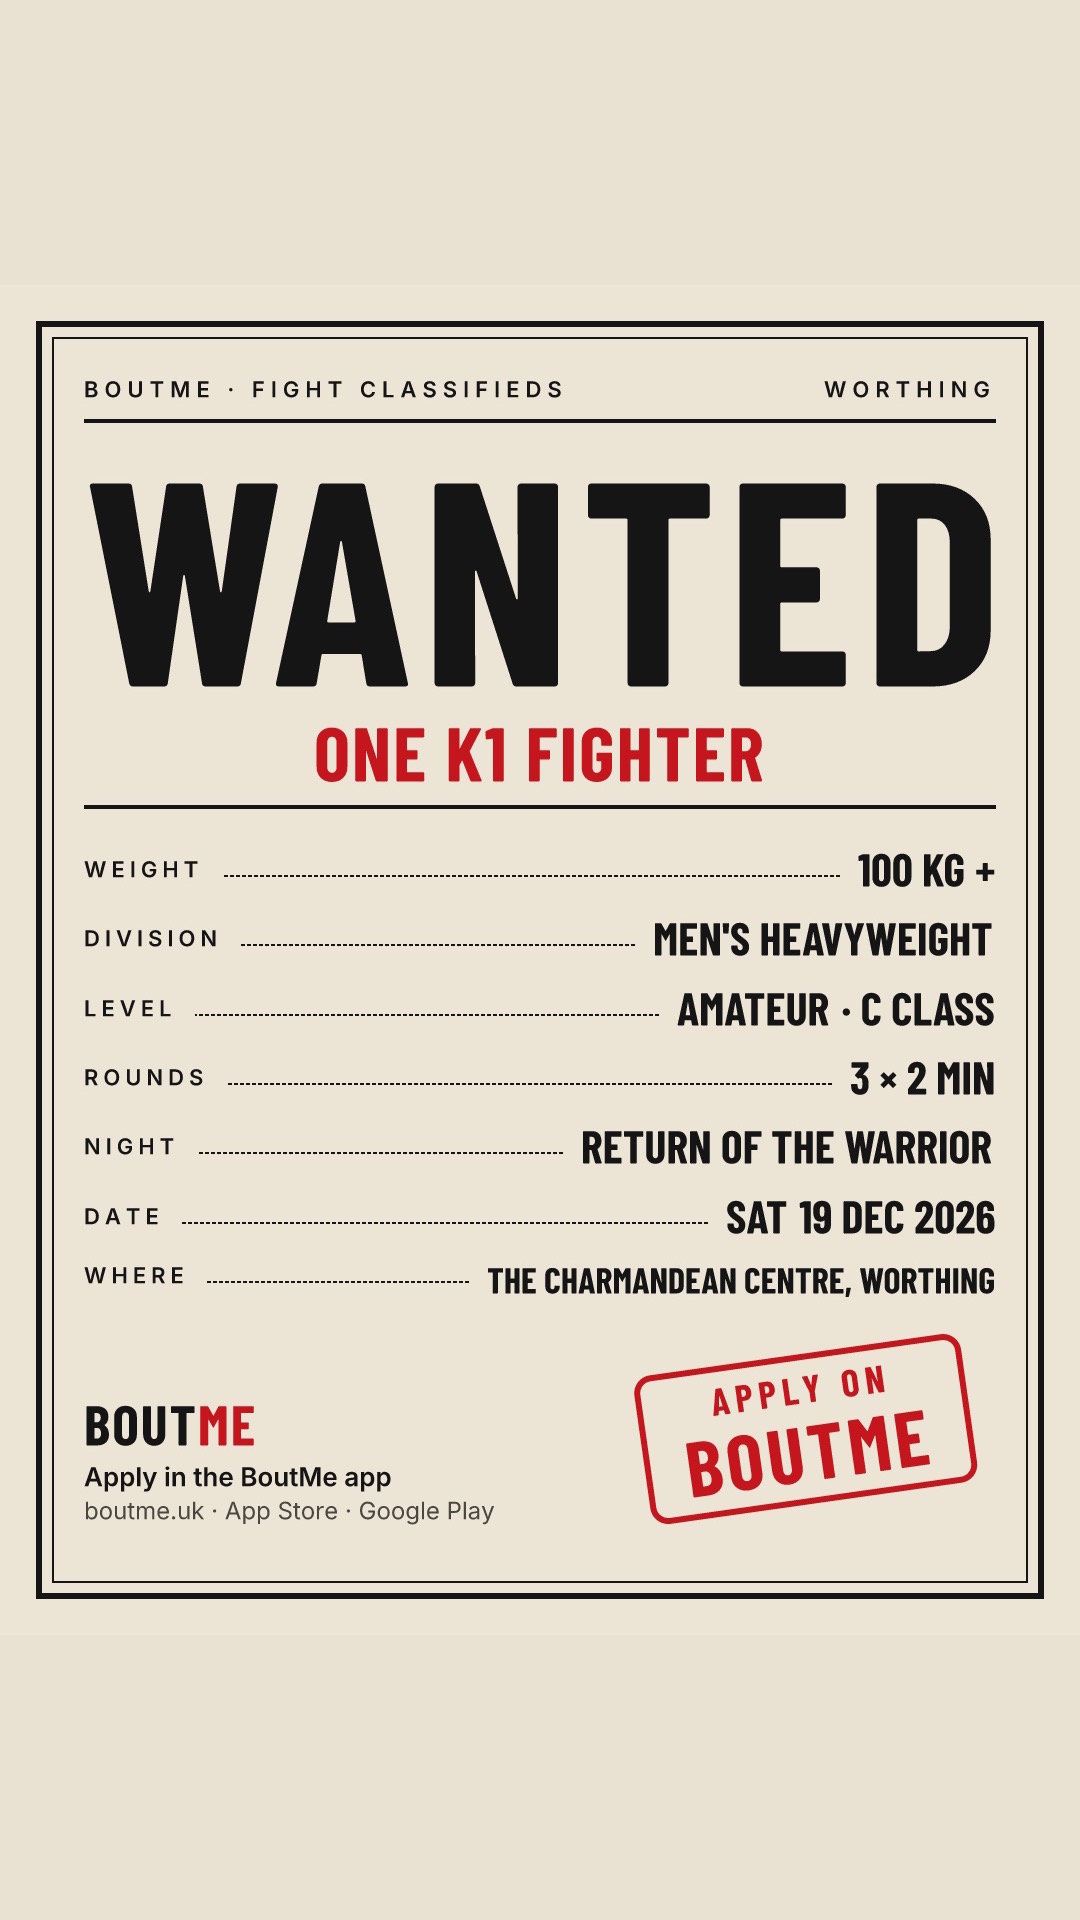 BOUTME · FIGHT CLASSIFIEDS WORTHING
WANTED
ONE K1 FIGHTER
WEIGHT 100 KG +
DIVISION MEN'S HEAVYWEIGHT
LEVEL AMATEUR · C CLASS
ROUNDS 3 × 2 MIN
NIGHT RETURN OF THE WARRIOR
DATE SAT 19 DEC 2026
WHERE THE CHARMANDEAN CENTRE, WORTHING
BOUTME
Apply in the BoutMe app
boutme.uk · App Store · Google Play
APPLY ON
BOUTME